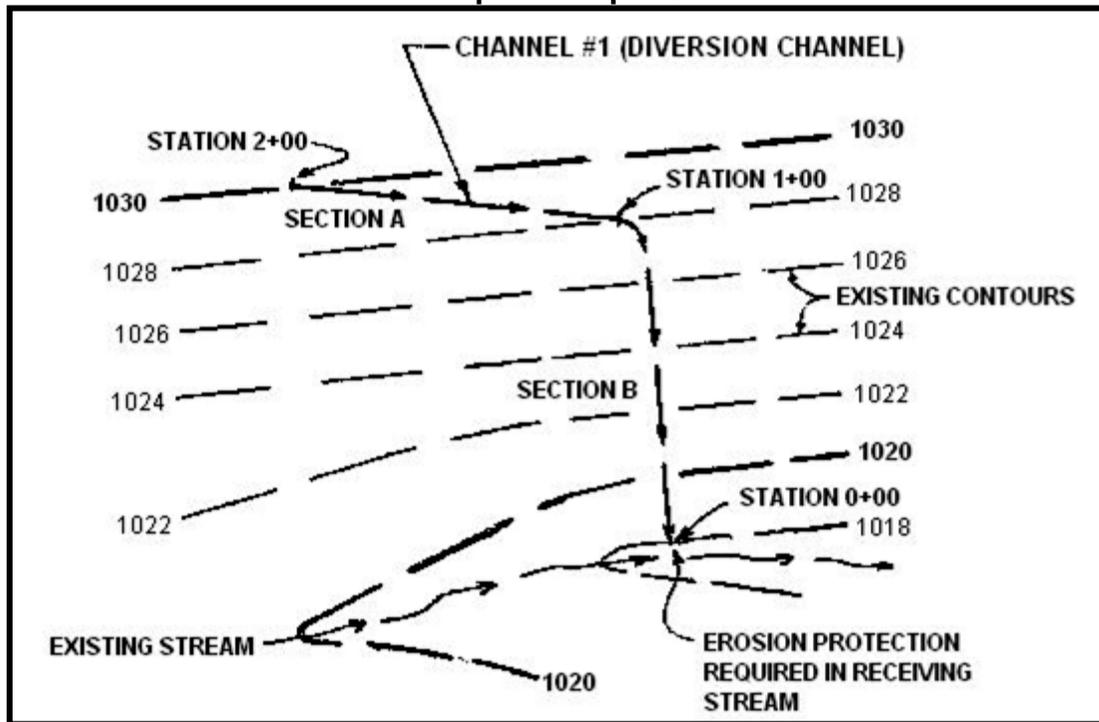 CHANNEL #1 (DIVERSION CHANNEL)
STATION 2+00
1030
STATION 1+00
1030
SECTION A
1028
1028
1026
EXISTING CONTOURS
1026
1024
SECTION B
1024
1022
1020
STATION 0+00
1022
1018
EXISTING STREAM
EROSION PROTECTION
REQUIRED IN RECEIVING
STREAM
1020